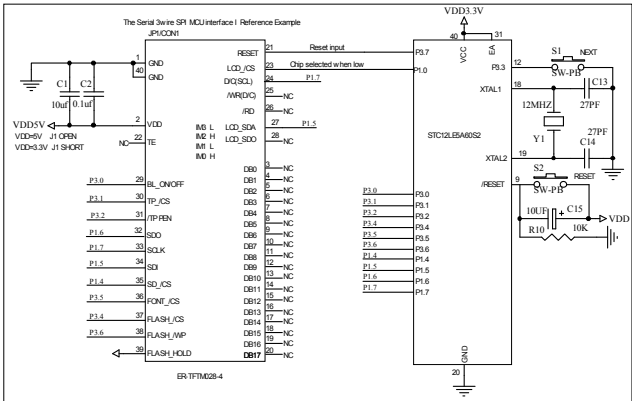 The Serial 3wire SPI MCU interface I Reference Example
JP1/CON1
VDD3.3V
1 GND
40 GND
C1 10uf
C2 0.1uf
VDD5V
2 VDD
VDD=5V J1 OPEN
VDD=3.3V J1 SHORT
NC 22 TE
P3.0 29 BL_ON/OFF
P3.1 30 TP_/CS
P3.2 31 /TP PEN
P1.6 32 SDO
P1.7 33 SCLK
P1.5 34 SDI
P1.4 35 SD_/CS
P3.5 36 FONT_/CS
P3.4 37 FLASH_/CS
P3.6 38 FLASH_/WP
39 FLASH_HOLD
RESET 21 Reset input
LCD_/CS 23 Chip selected when low
D/C(SCL) 24 P1.7
/WR(D/C) 25 NC
/RD 26 NC
IM3 L
IM2 H
IM1 L
IM0 H
LCD_SDA 27 P1.5
LCD_SDO 28 NC
DB0 3 NC
DB1 4 NC
DB2 5 NC
DB3 6 NC
DB4 7 NC
DB5 8 NC
DB6 9 NC
DB7 10 NC
DB8 11 NC
DB9 12 NC
DB10 13 NC
DB11 14 NC
DB12 15 NC
DB13 16 NC
DB14 17 NC
DB15 18 NC
DB16 19 NC
DB17 20 NC
ER-TFTM028-4
40 VCC
31 EA
P3.7
P1.0
STC12LE5A60S2
P3.0 P3.0
P3.1 P3.1
P3.2 P3.2
P3.4 P3.4
P3.5 P3.5
P3.6 P3.6
P1.4 P1.4
P1.5 P1.5
P1.6 P1.6
P1.7 P1.7
GND 20
P3.3 12
S1 NEXT
SW-PB
XTAL1 18
C13
27PF
12MHZ
Y1
27PF
C14
XTAL2 19
/RESET 9
S2 RESET
SW-PB
10UF + C15
VDD
R10 10K